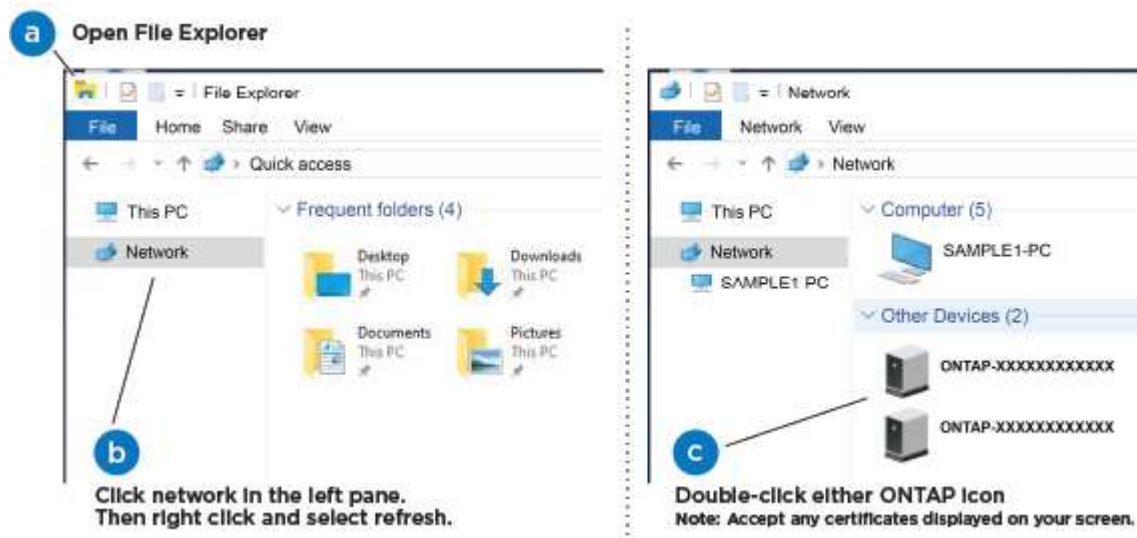 a Open File Explorer
File Explorer
File Home Share View
Quick access
This PC
Network
Frequent folders (4)
Desktop
This PC
Downloads
This PC
Documents
This PC
Pictures
This PC
b
Click network in the left pane.
Then right click and select refresh.
Network
File Network View
Network
This PC
Network
SAMPLE1 PC
Computer (5)
SAMPLE1-PC
Other Devices (2)
ONTAP-XXXXXXXXXXXX
ONTAP-XXXXXXXXXXXX
c
Double-click either ONTAP icon
Note: Accept any certificates displayed on your screen.